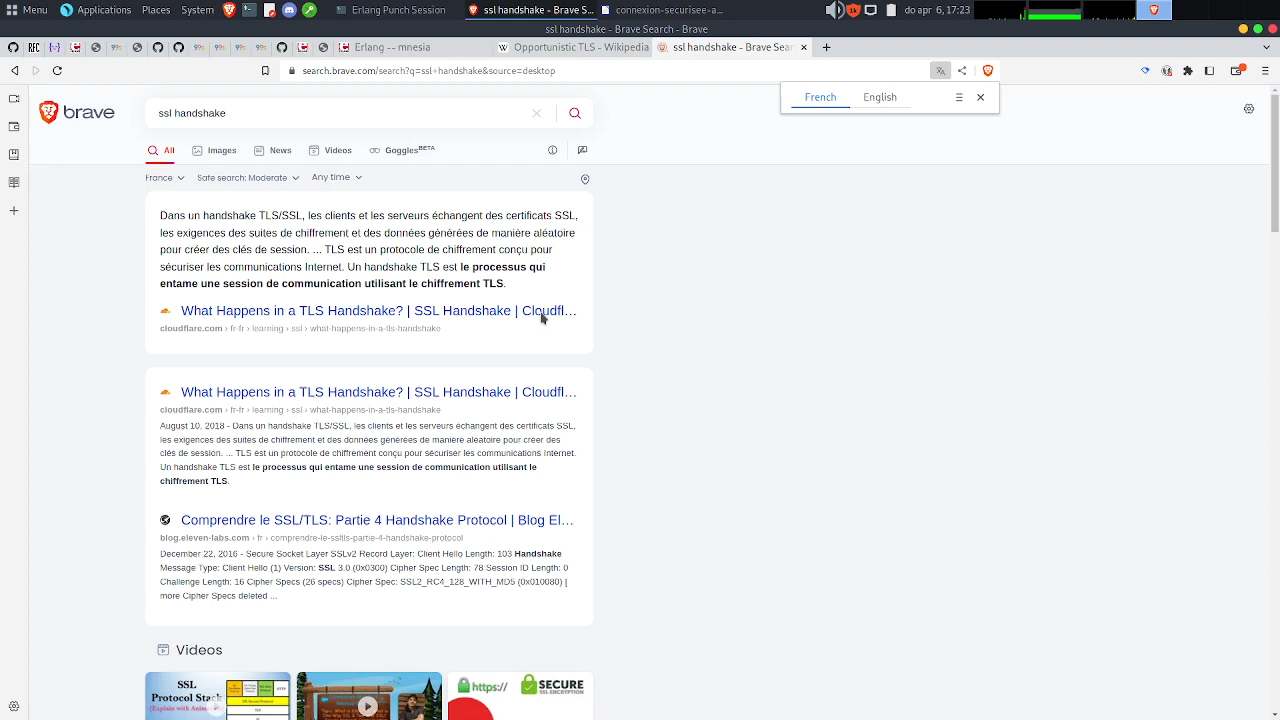 Menu Applications Places System Erlang Punch Session ssl handshake - Brave S... connexion-securisee-a... do apr. 6, 17:23
ssl handshake - Brave Search - Brave
Erlang -- mnesia Opportunistic TLS - Wikipedia ssl handshake - Brave Sear
search.brave.com/search?q=ssl+handshake&source=desktop
French English
brave
ssl handshake
All Images News Videos Goggles BETA
France Safe search: Moderate Any time
Dans un handshake TLS/SSL, les clients et les serveurs échangent des certificats SSL,
les exigences des suites de chiffrement et des données générées de manière aléatoire
pour créer des clés de session. ... TLS est un protocole de chiffrement conçu pour
sécuriser les communications Internet. Un handshake TLS est le processus qui
entame une session de communication utilisant le chiffrement TLS.
What Happens in a TLS Handshake? | SSL Handshake | Cloudfl...
cloudflare.com › fr-fr › learning › ssl › what-happens-in-a-tls-handshake
What Happens in a TLS Handshake? | SSL Handshake | Cloudfl...
cloudflare.com › fr-fr › learning › ssl › what-happens-in-a-tls-handshake
August 10, 2018 - Dans un handshake TLS/SSL, les clients et les serveurs échangent des certificats SSL,
les exigences des suites de chiffrement et des données générées de manière aléatoire pour créer des
clés de session. ... TLS est un protocole de chiffrement conçu pour sécuriser les communications Internet.
Un handshake TLS est le processus qui entame une session de communication utilisant le
chiffrement TLS.
Comprendre le SSL/TLS: Partie 4 Handshake Protocol | Blog El...
blog.eleven-labs.com › fr › comprendre-le-ssltls-partie-4-handshake-protocol
December 22, 2016 - Secure Socket Layer SSLv2 Record Layer: Client Hello Length: 103 Handshake
Message Type: Client Hello (1) Version: SSL 3.0 (0x0300) Cipher Spec Length: 78 Session ID Length: 0
Challenge Length: 16 Cipher Specs (26 specs) Cipher Spec: SSL2_RC4_128_WITH_MD5 (0x010080) [
more Cipher Specs deleted ...
Videos
SSL
Protocol Stack
(Explain with Animation)
https://
SECURE
SSL ENCRYPTION